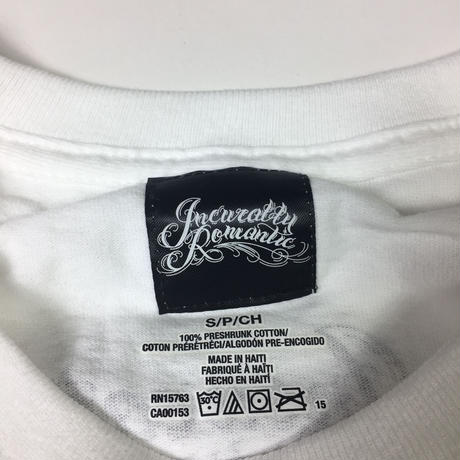 Incurably
Romantic
S/P/CH
100% PRESHRUNK COTTON/
COTON PRÉRÉTRÉCI/ALGODÓN PRE-ENCOGIDO
MADE IN HAITI
FABRIQUÉ À HAÏTI
HECHO EN HAITÍ
RN15763
CA00153 30°C 15